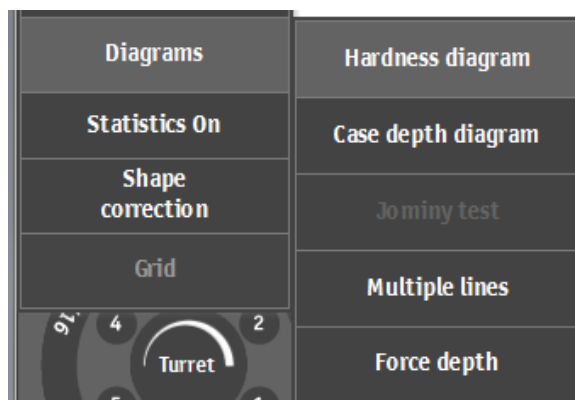 Diagrams
Statistics On
Shape
correction
Grid
Hardness diagram
Case depth diagram
Jominy test
Multiple lines
Force depth
16
4
2
Turret